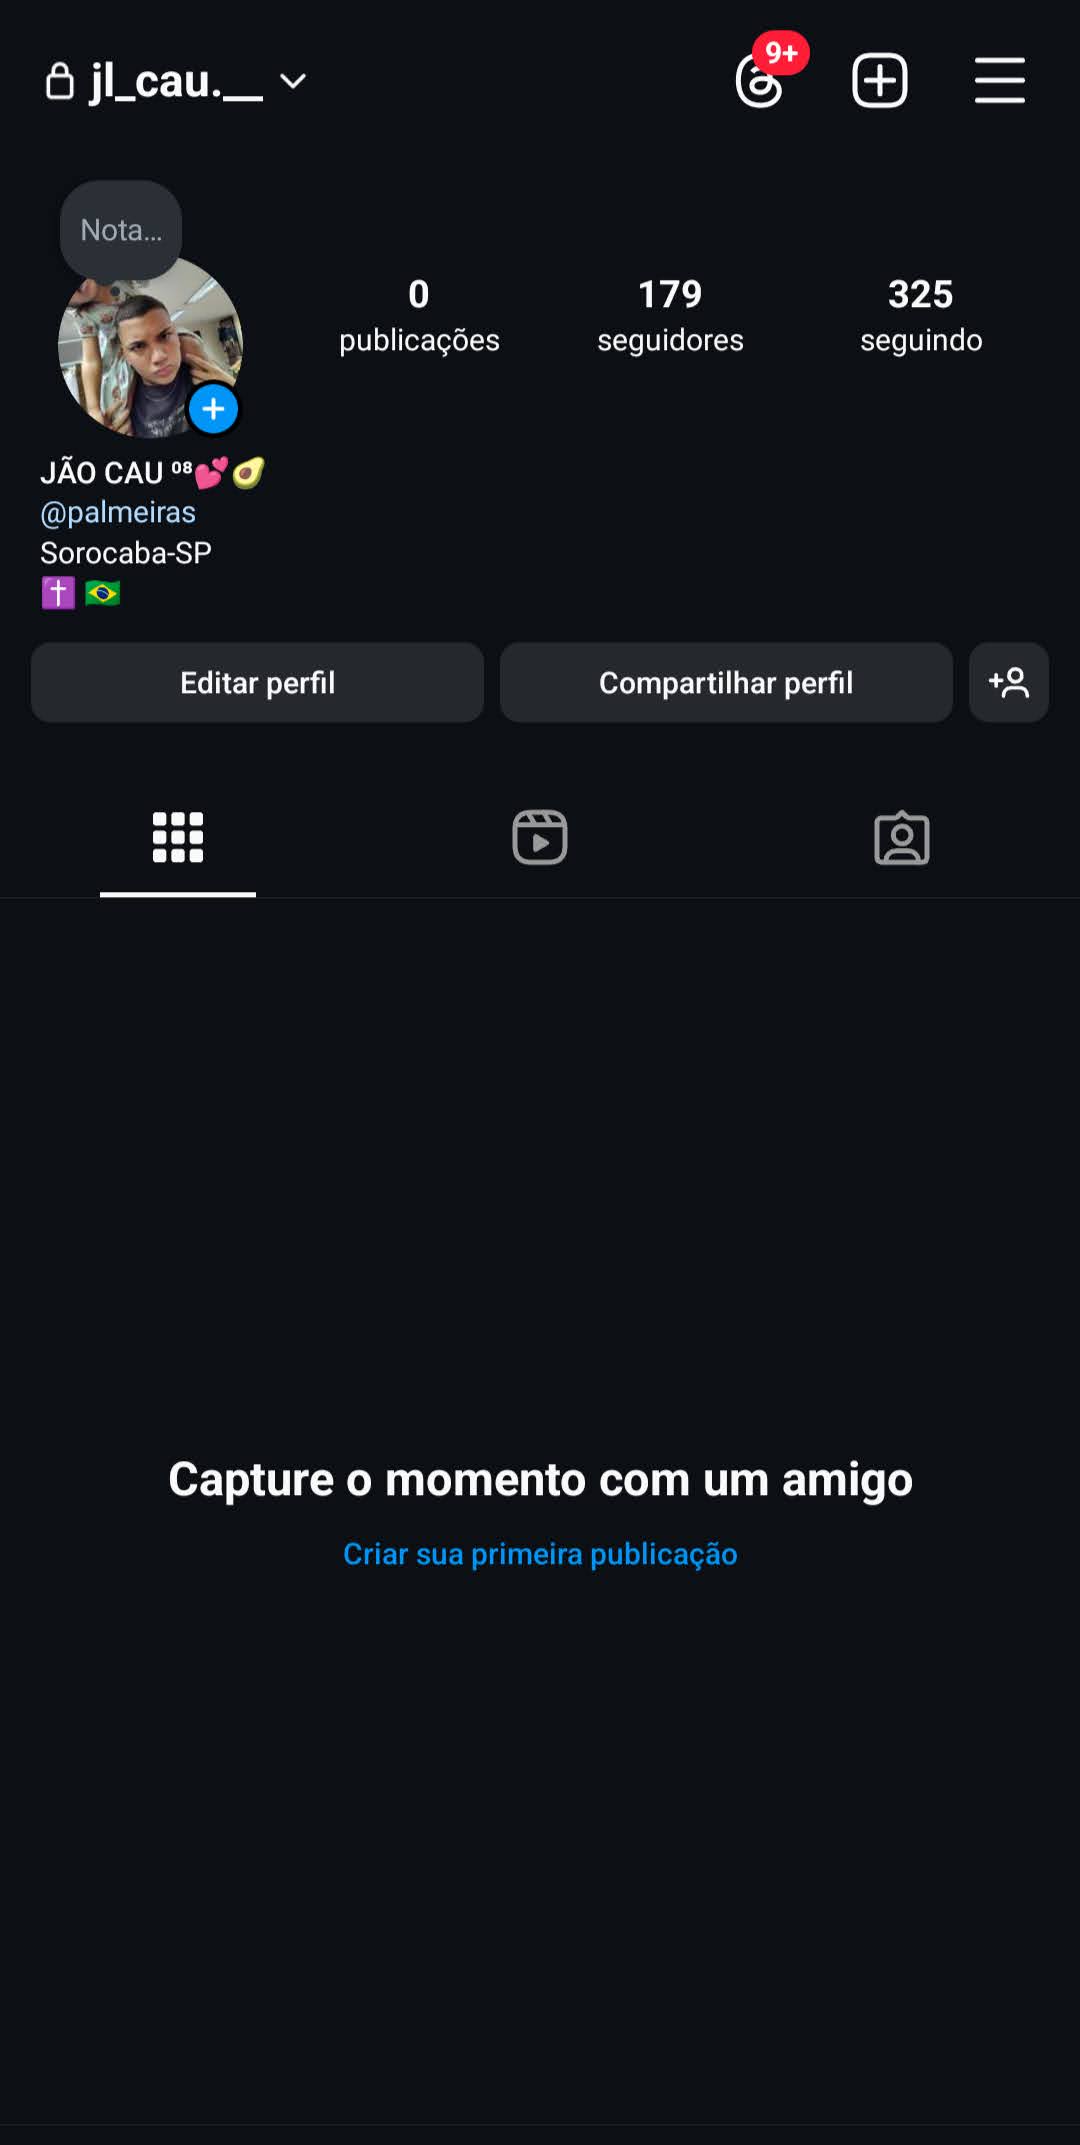 jl_cau.__
9+
Nota...
0
publicações
179
seguidores
325
seguindo
JÃO CAU ⁰⁸💕🥑
@palmeiras
Sorocaba-SP
✝️ 🇧🇷
Editar perfil
Compartilhar perfil
Capture o momento com um amigo
Criar sua primeira publicação